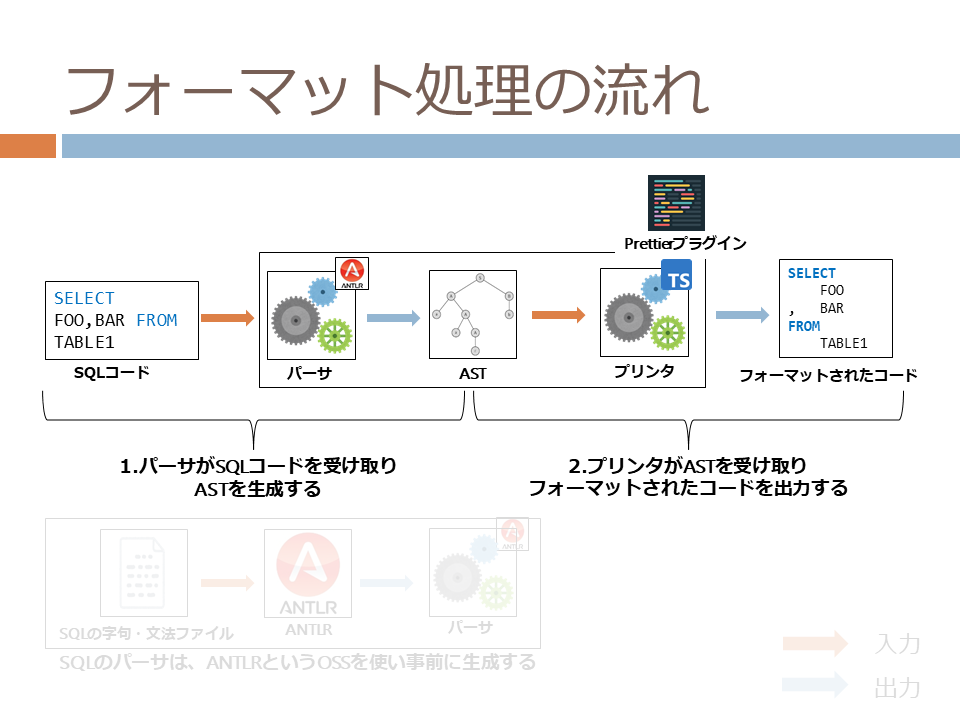 フォーマット処理の流れ
Prettierプラグイン
TS
ANTLR
SELECT
FOO,BAR FROM
TABLE1
SELECT
FOO
, BAR
FROM
TABLE1
SQLコード
パーサ
AST
プリンタ
フォーマットされたコード
1.パーサがSQLコードを受け取り
ASTを生成する
2.プリンタがASTを受け取り
フォーマットされたコードを出力する
ANTLR
ANTLR
SQLの字句・文法ファイル
ANTLR
パーサ
SQLのパーサは、ANTLRというOSSを使い事前に生成する
入力
出力